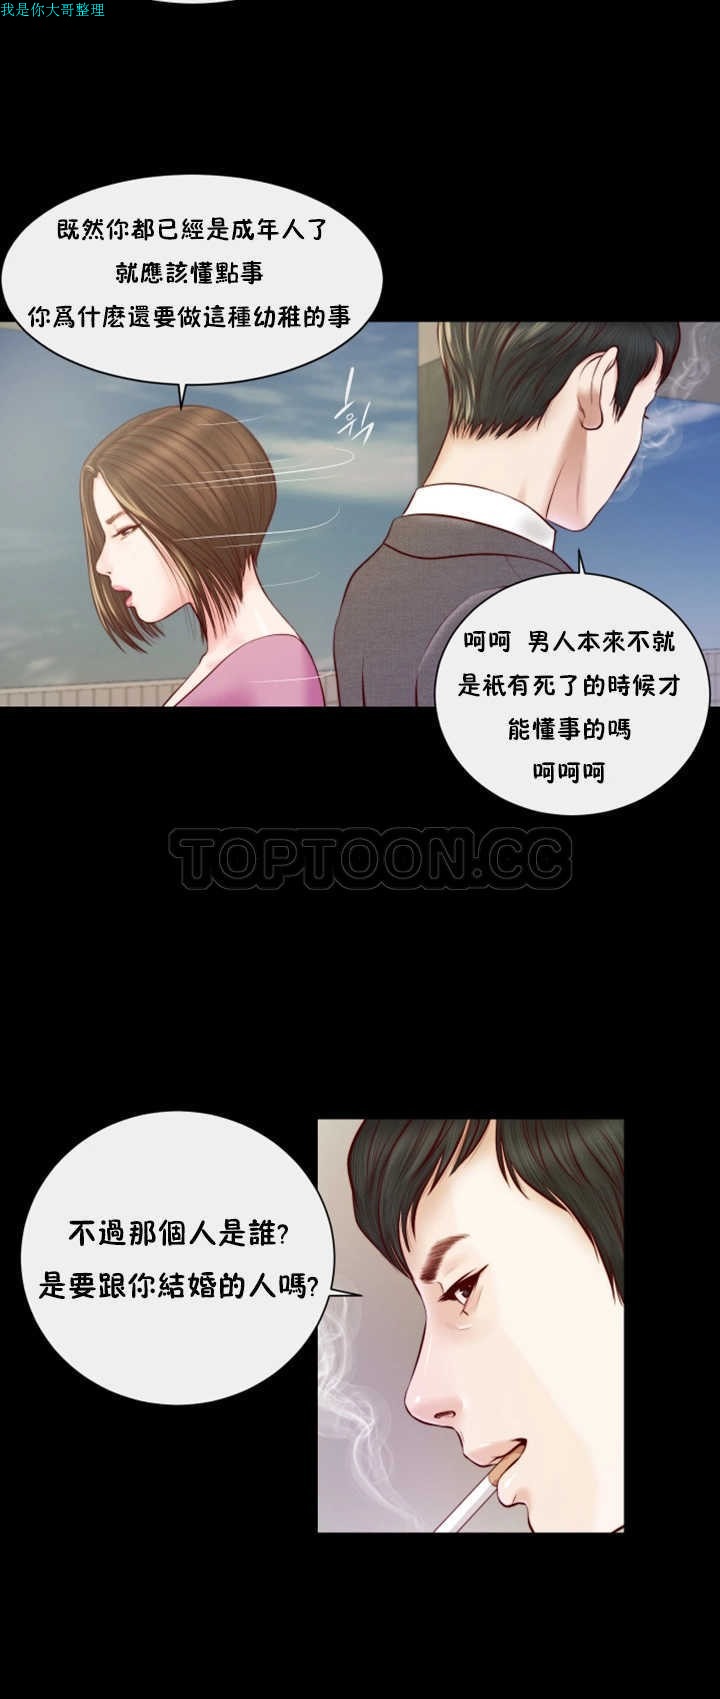 我是你大哥整理
既然你都已經是成年人了
就應該懂點事
你爲什麽還要做這種幼稚的事
휙
呵呵 男人本來不就
是祇有死了的時候才
能懂事的嗎
呵呵呵
TOPTOON.CC
不過那個人是誰?
是要跟你結婚的人嗎?